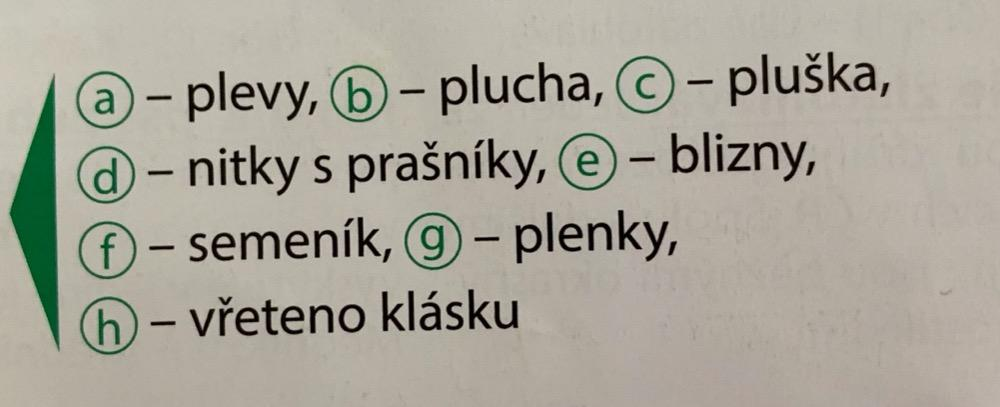 a – plevy, b – plucha, c – pluška,
d – nitky s prašníky, e – blizny,
f – semeník, g – plenky,
h – vřeteno klásku